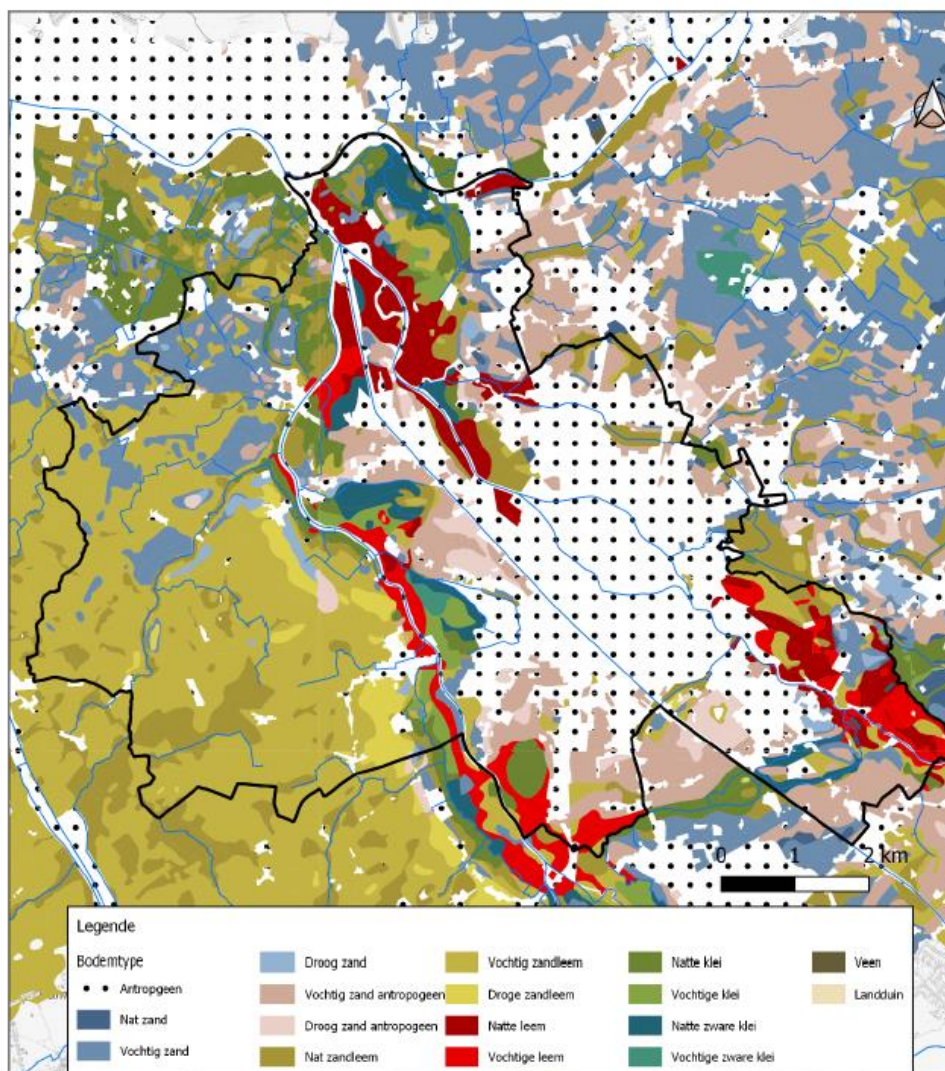 0 1 2 km
Legende
Bodemtype
Antropgeen
Nat zand
Vochtig zand
Droog zand
Vochtig zand antropogeen
Droog zand antropogeen
Nat zandleem
Vochtig zandleem
Droge zandleem
Natte leem
Vochtige leem
Natte klei
Vochtige klei
Natte zware klei
Vochtige zware klei
Veen
Landduin